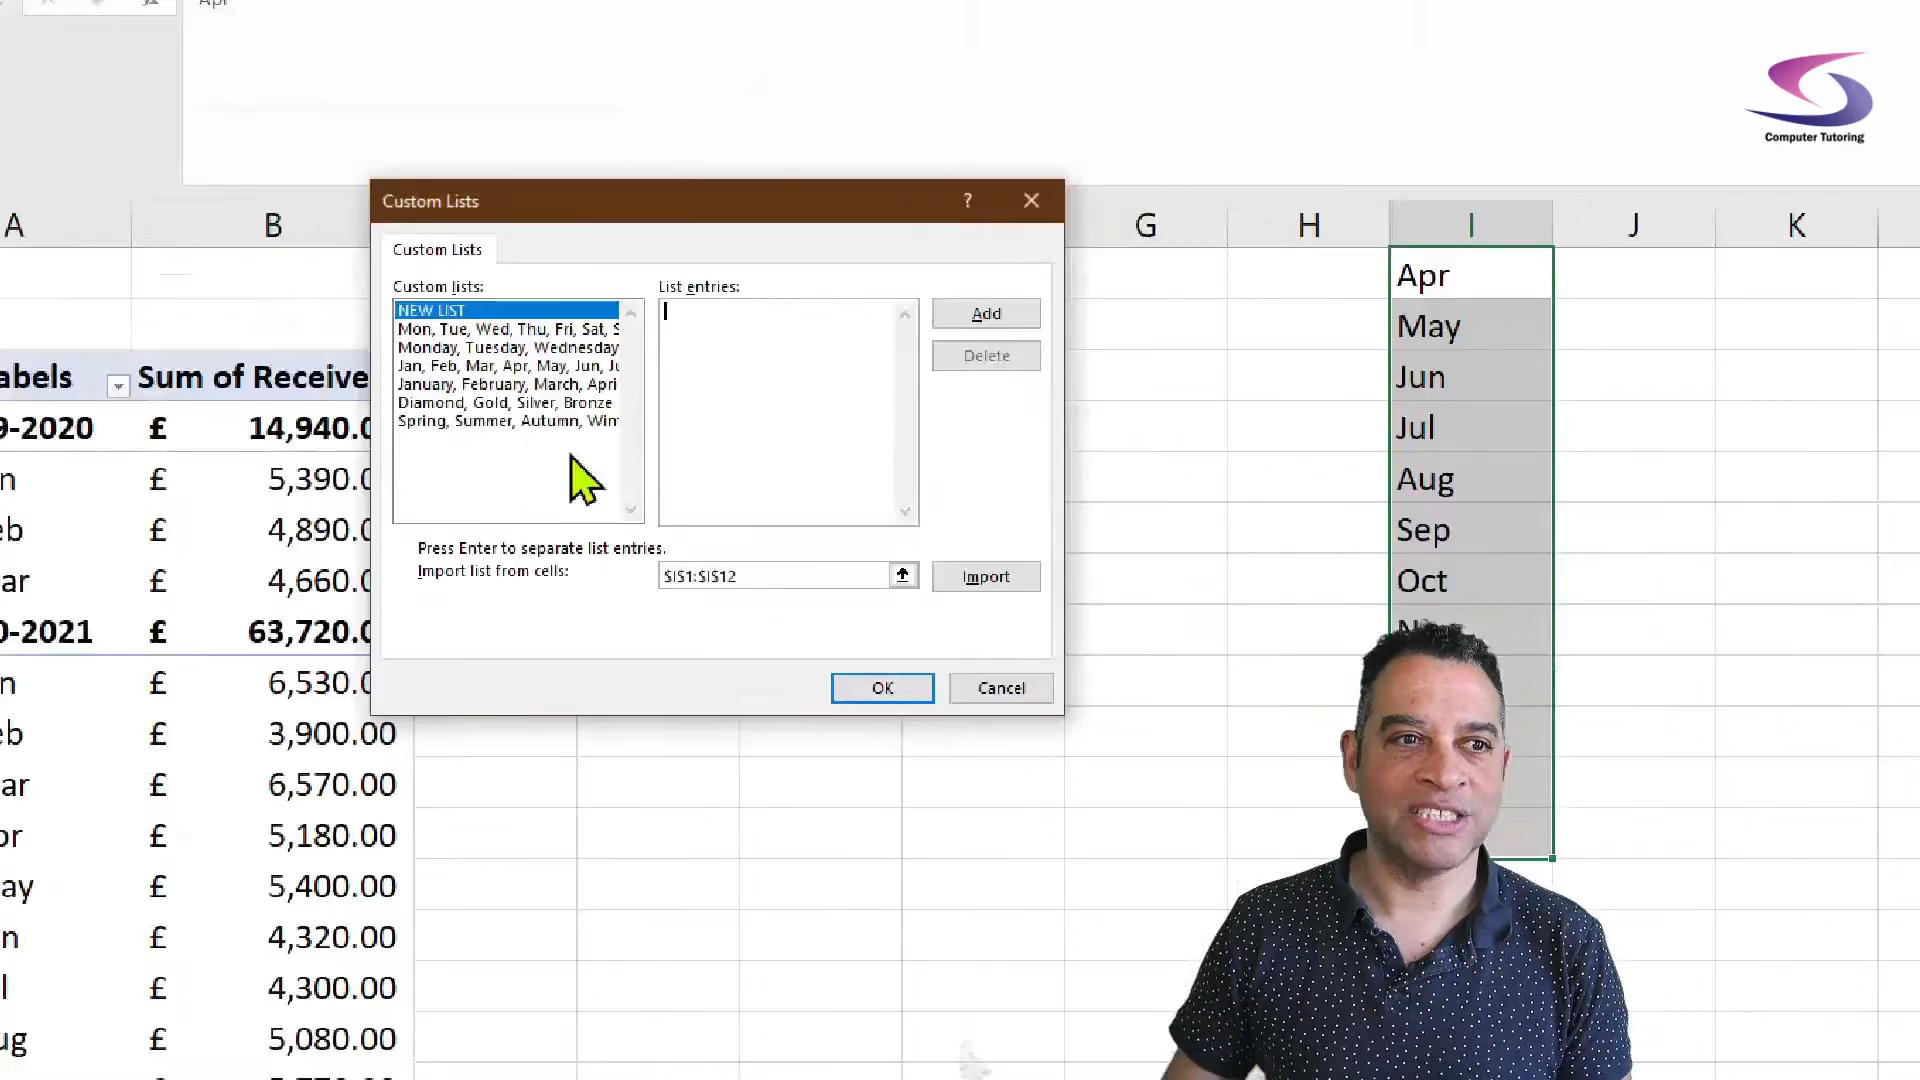 Computer Tutoring
Custom Lists
?
A B G H I J K
Custom Lists
Custom lists:
List entries:
NEW LIST
Mon, Tue, Wed, Thu, Fri, Sat, S
Monday, Tuesday, Wednesday
Jan, Feb, Mar, Apr, May, Jun, Ju
January, February, March, Apri
Diamond, Gold, Silver, Bronze
Spring, Summer, Autumn, Win
Add
Delete
Press Enter to separate list entries.
Import list from cells:
$I$1:$I$12
Import
OK
Cancel
abels Sum of Receive
9-2020 £ 14,940.0
n £ 5,390.0
eb £ 4,890.0
ar £ 4,660.0
0-2021 £ 63,720.0
n £ 6,530.0
eb £ 3,900.00
ar £ 6,570.00
pr £ 5,180.00
ay £ 5,400.00
n £ 4,320.00
l £ 4,300.00
ug £ 5,080.00
Apr
May
Jun
Jul
Aug
Sep
Oct